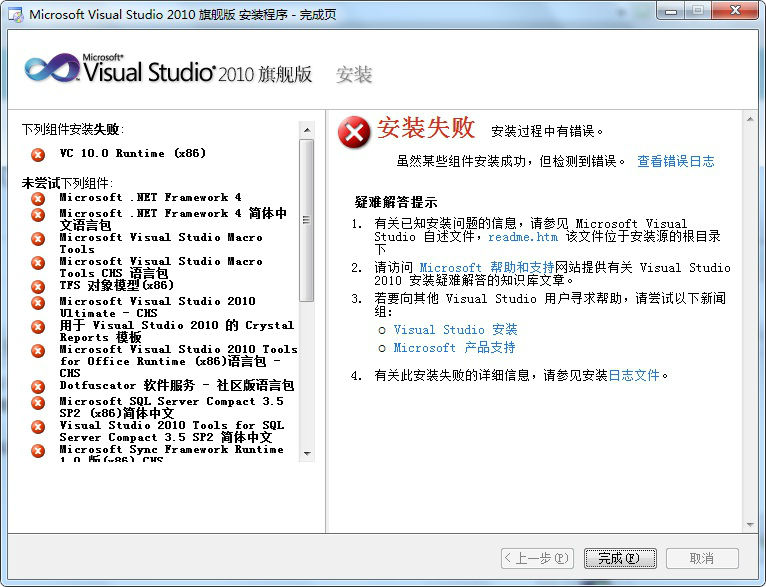 Microsoft Visual Studio 2010 旗舰版 安装程序 - 完成页
Microsoft®
Visual Studio® 2010 旗舰版 安装
下列组件安装失败:
VC 10.0 Runtime (x86)
未尝试下列组件:
Microsoft .NET Framework 4
Microsoft .NET Framework 4 简体中
文语言包
Microsoft Visual Studio Macro
Tools
Microsoft Visual Studio Macro
Tools CHS 语言包
TFS 对象模型(x86)
Microsoft Visual Studio 2010
Ultimate - CHS
用于 Visual Studio 2010 的 Crystal
Reports 模板
Microsoft Visual Studio 2010 Tools
for Office Runtime (x86)语言包 -
CHS
Dotfuscator 软件服务 - 社区版语言包
Microsoft SQL Server Compact 3.5
SP2 (x86)简体中文
Visual Studio 2010 Tools for SQL
Server Compact 3.5 SP2 简体中文
Microsoft Sync Framework Runtime
1.0 版(x86) CHS
安装失败 安装过程中有错误。
虽然某些组件安装成功，但检测到错误。 查看错误日志
疑难解答提示
1. 有关已知安装问题的信息，请参见 Microsoft Visual
Studio 自述文件，readme.htm 该文件位于安装源的根目录
下
2. 请访问 Microsoft 帮助和支持网站提供有关 Visual Studio
2010 安装疑难解答的知识库文章。
3. 若要向其他 Visual Studio 用户寻求帮助，请尝试以下新闻
组:
Visual Studio 安装
Microsoft 产品支持
4. 有关此安装失败的详细信息，请参见安装日志文件。
<上一步(P) 完成(F) 取消